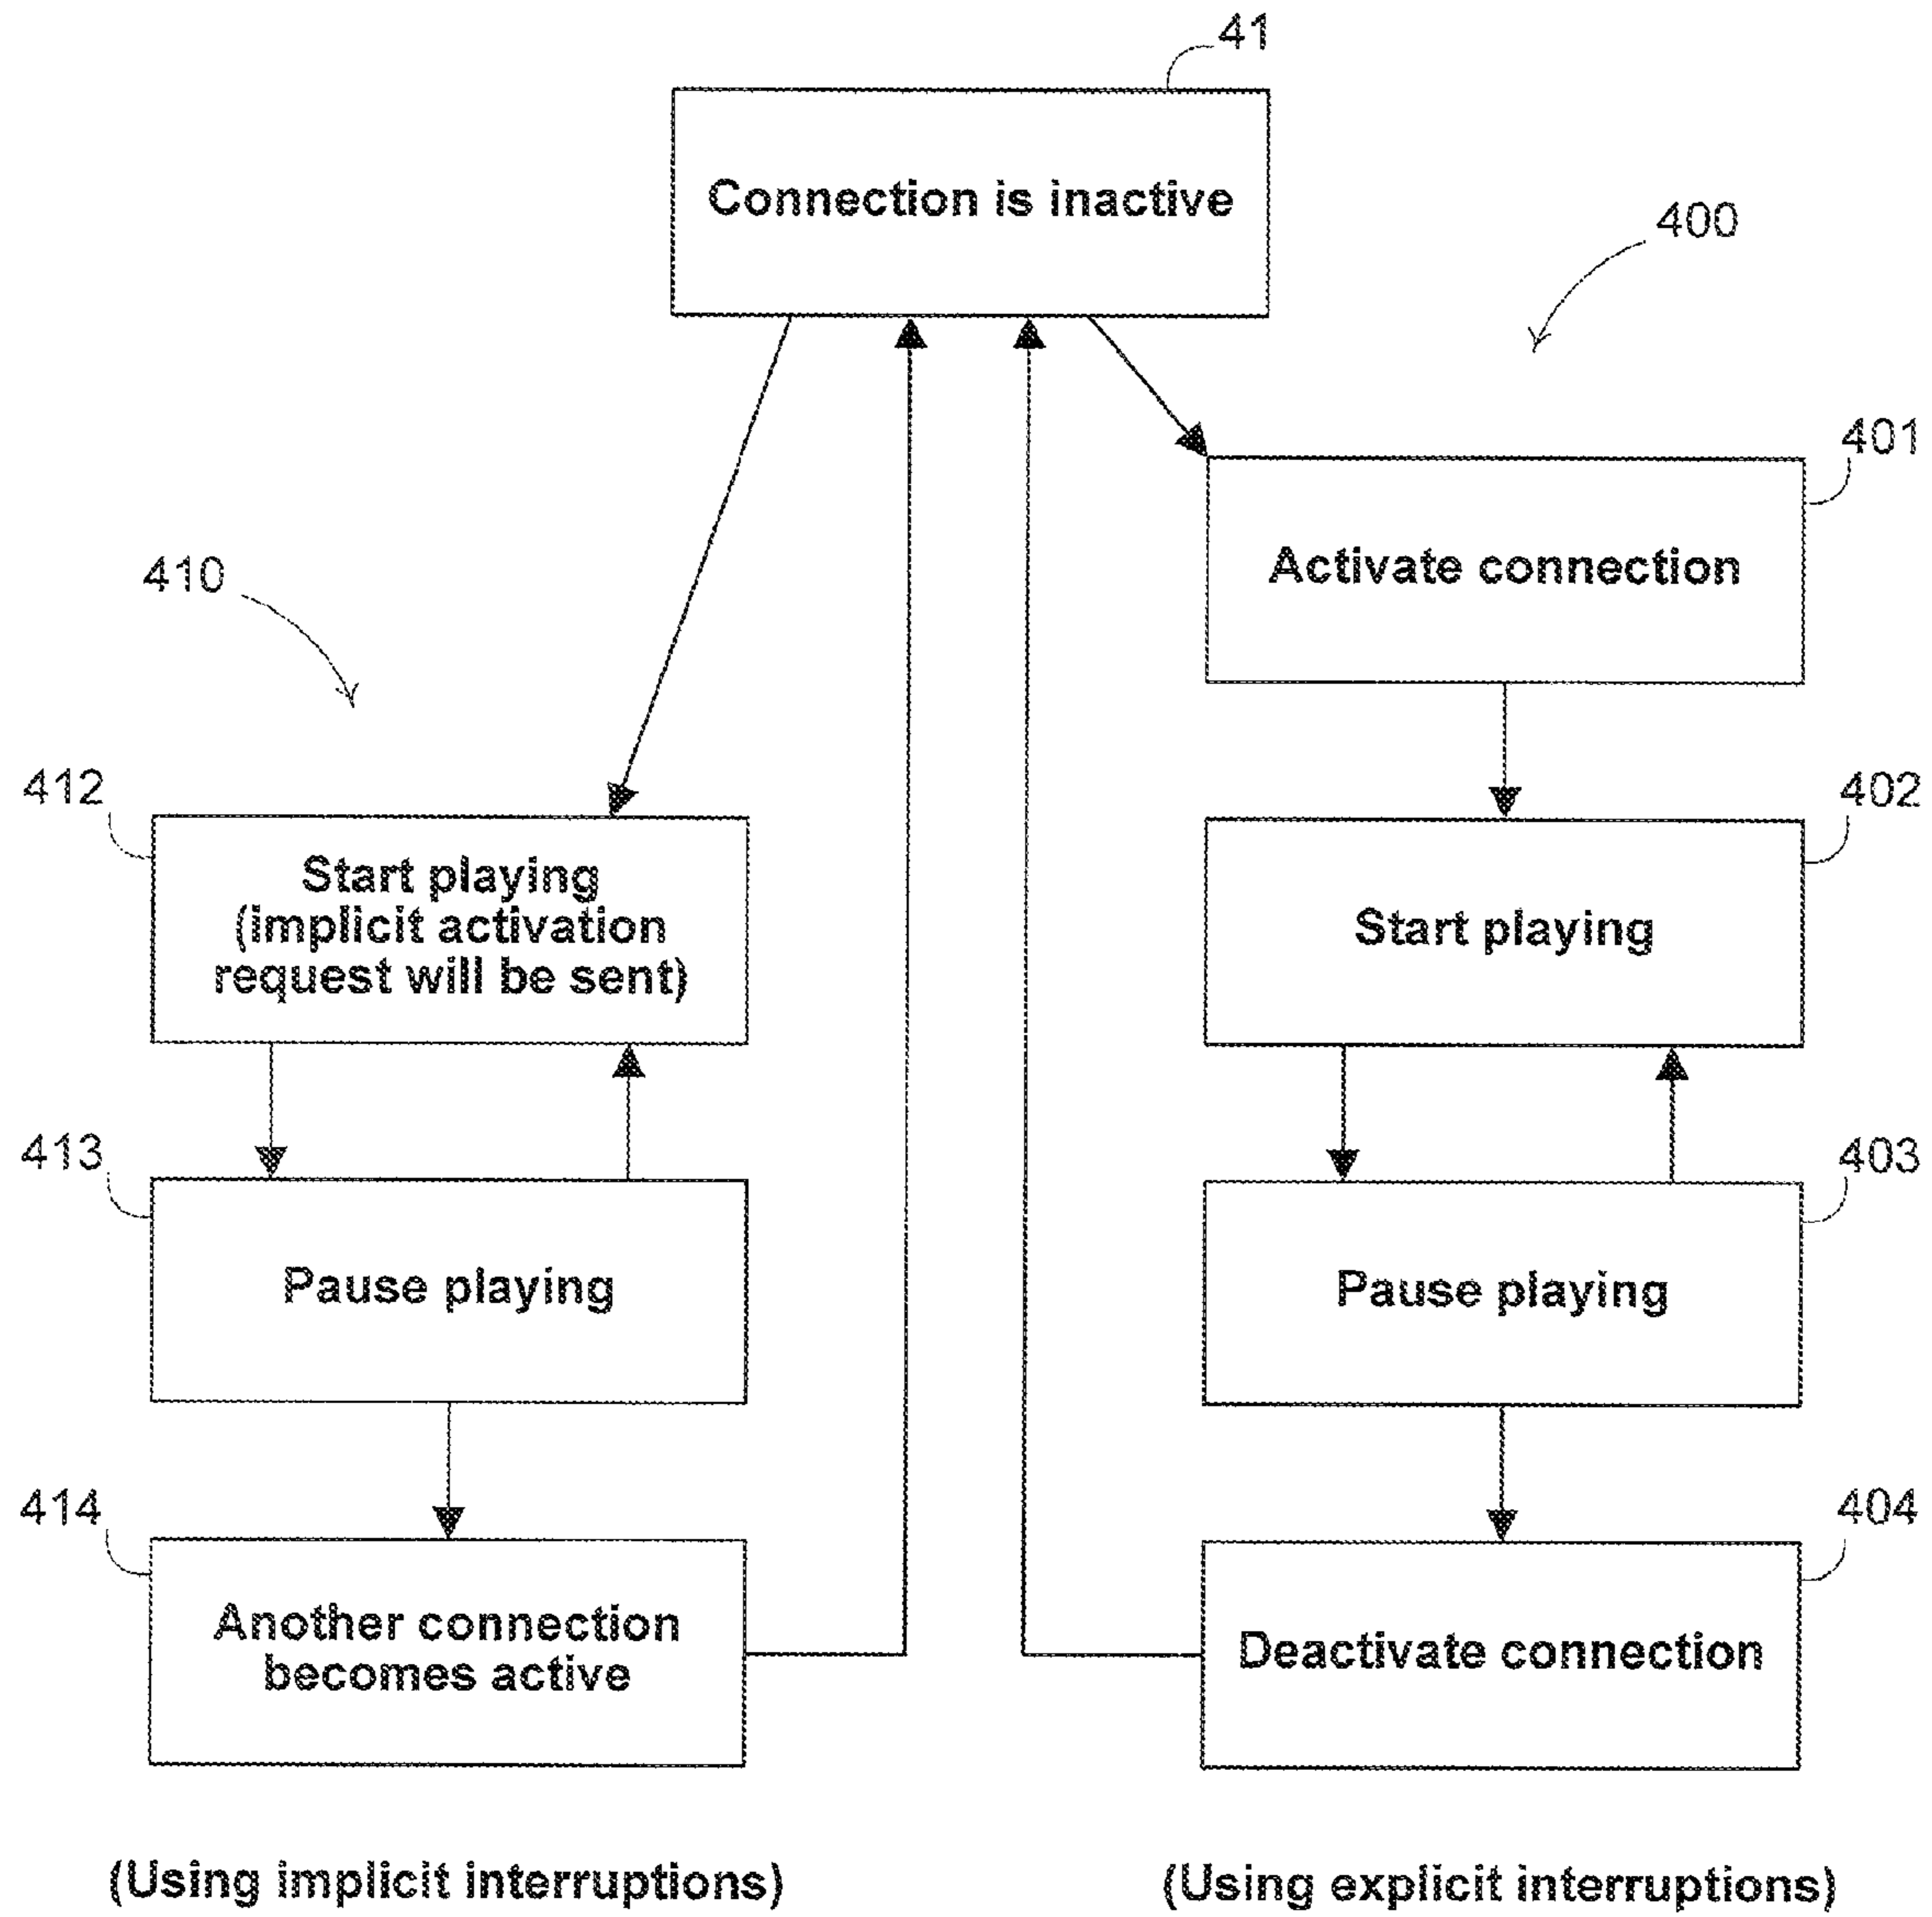 41
Connection is inactive
400
401
Activate connection
410
412
Start playing
(implicit activation
request will be sent)
402
Start playing
413
Pause playing
403
Pause playing
414
Another connection
becomes active
404
Deactivate connection
(Using implicit interruptions)
(Using explicit interruptions)